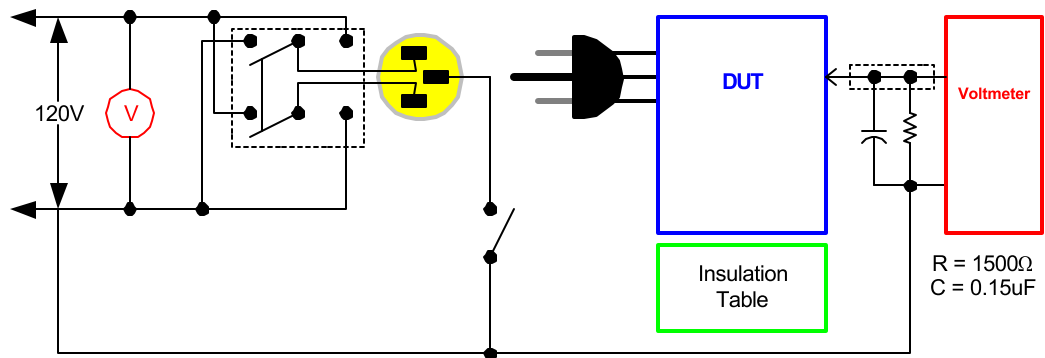 120V
V
DUT
Voltmeter
Insulation
Table
R = 1500Ω
C = 0.15uF